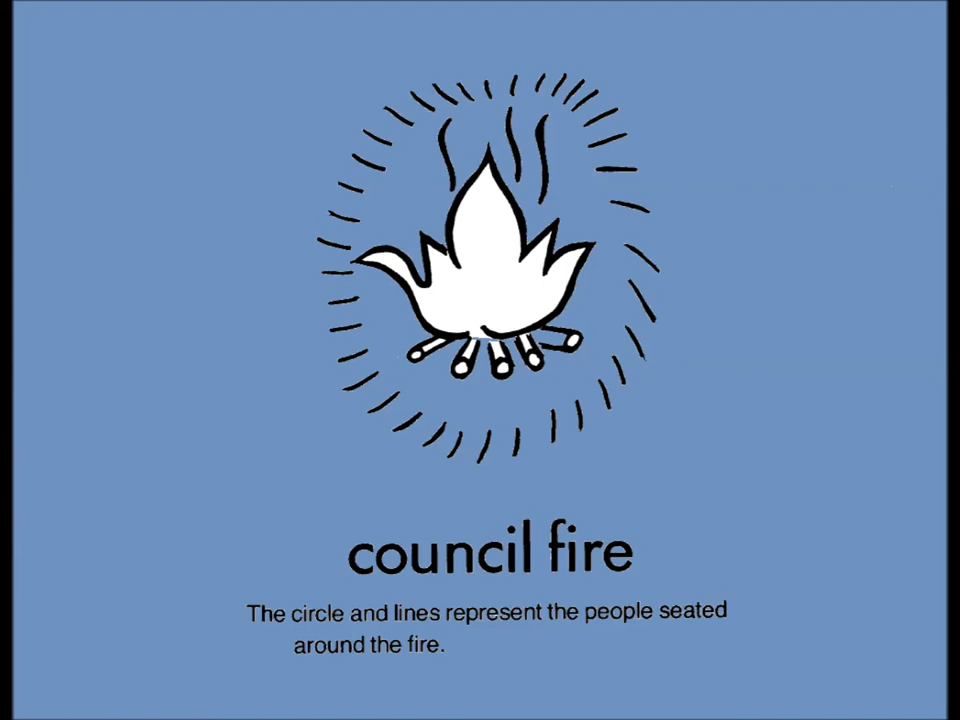 council fire
The circle and lines represent the people seated
around the fire.